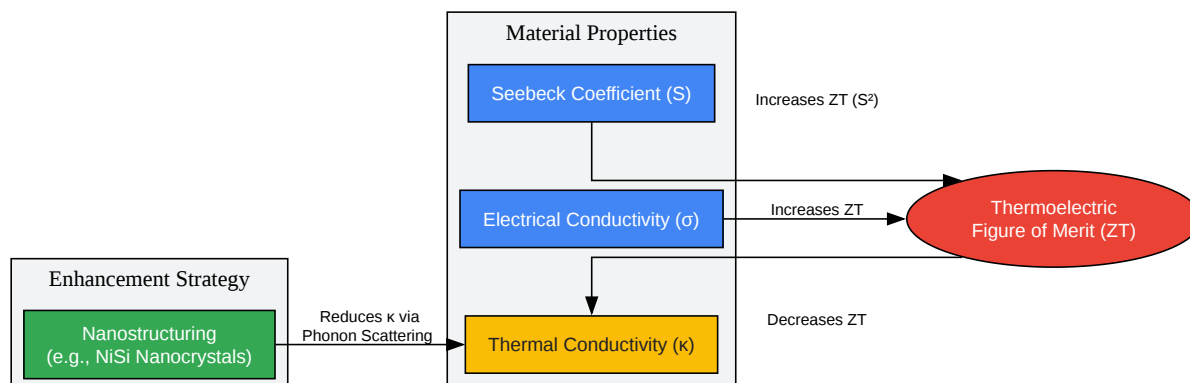 Material Properties
Seebeck Coefficient (S)
Increases ZT (S²)
Electrical Conductivity (σ)
Increases ZT
Thermoelectric
Figure of Merit (ZT)
Enhancement Strategy
Nanostructuring
(e.g., NiSi Nanocrystals)
Reduces κ via
Phonon Scattering
Thermal Conductivity (κ)
Decreases ZT